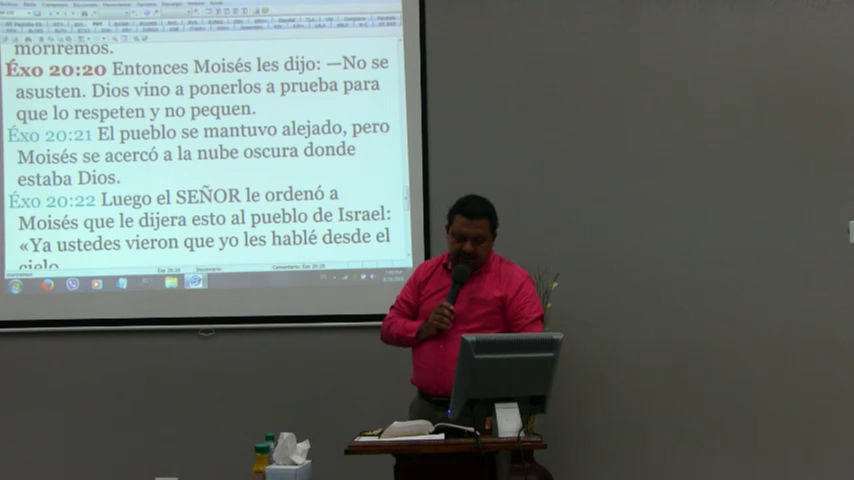 moriremos.
Éxo 20:20 Entonces Moisés les dijo: —No se
asusten. Dios vino a ponerlos a prueba para
que lo respeten y no pequen.
Éxo 20:21 El pueblo se mantuvo alejado, pero
Moisés se acercó a la nube oscura donde
estaba Dios.
Éxo 20:22 Luego el SEÑOR le ordenó a
Moisés que le dijera esto al pueblo de Israel:
«Ya ustedes vieron que yo les hablé desde el
cielo